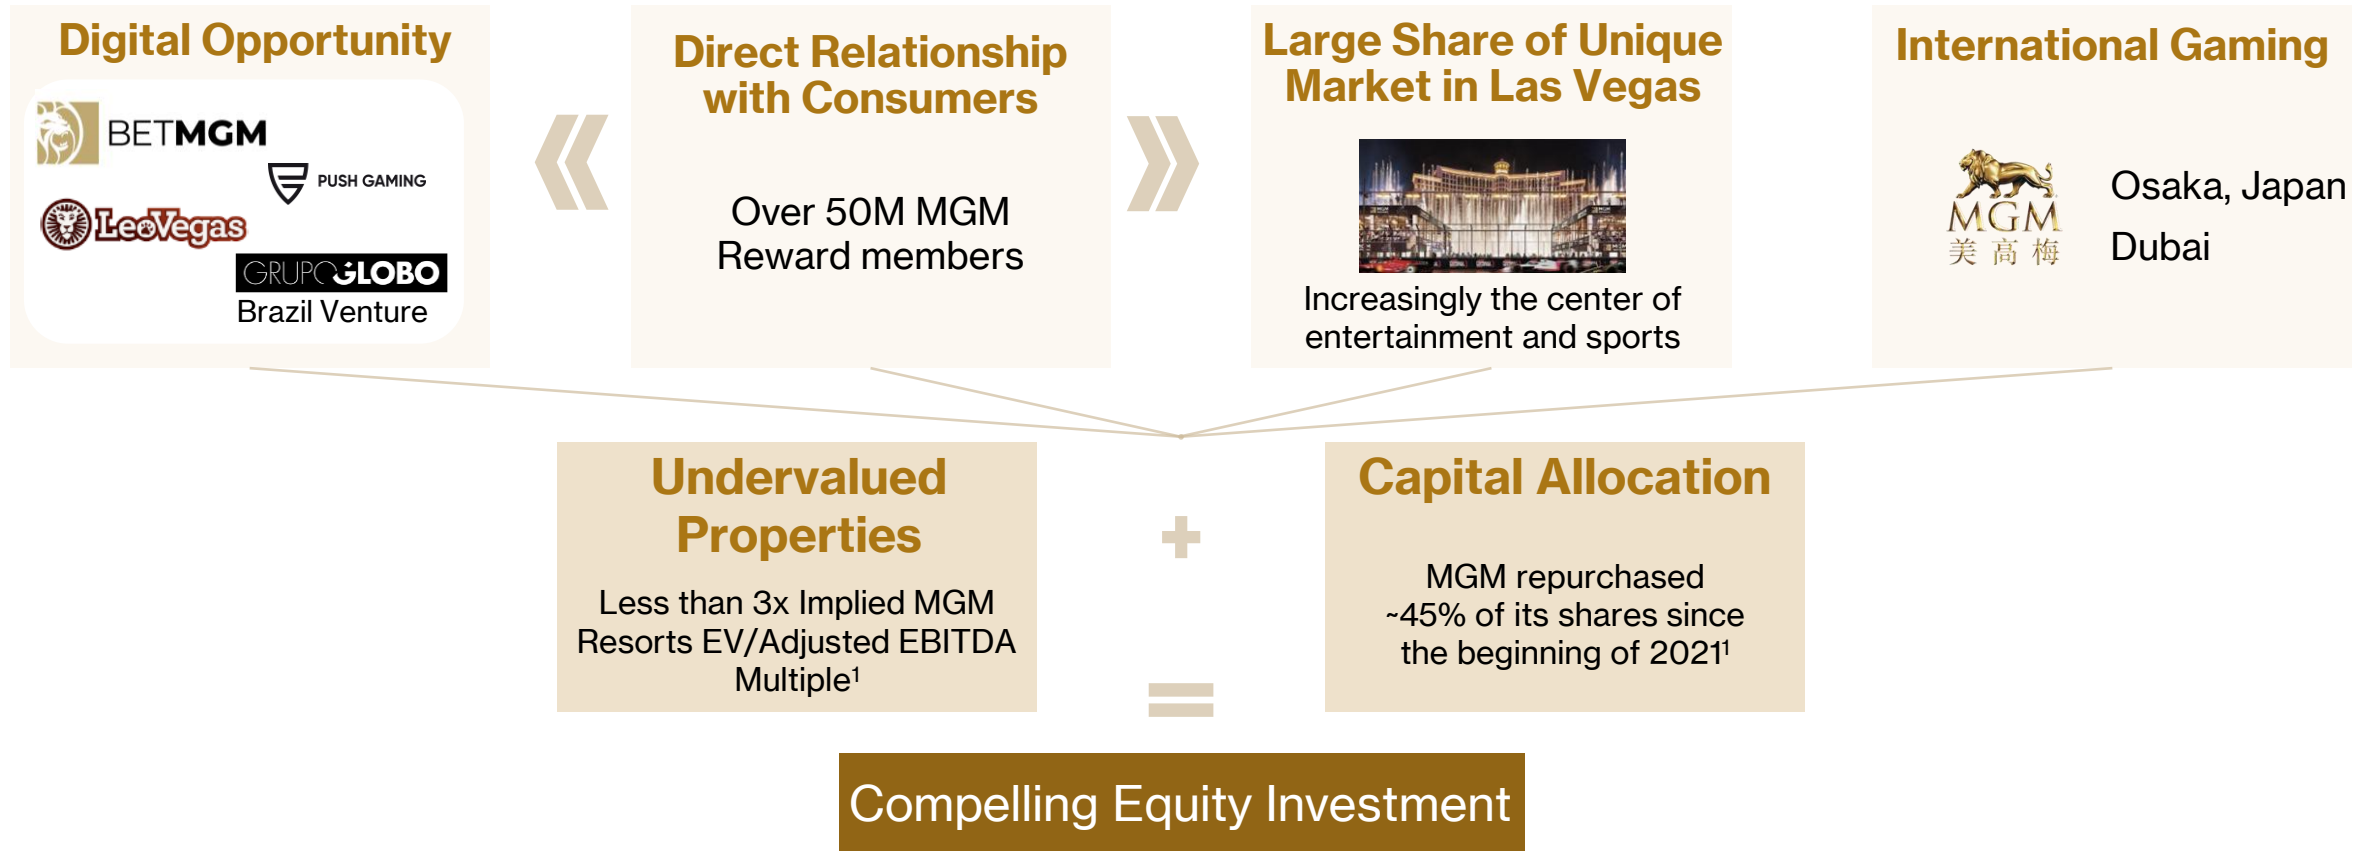 Digital Opportunity
BETMGM
PUSH GAMING
LeoVegas
GRUPO GLOBO
Brazil Venture
Direct Relationship
with Consumers
Over 50M MGM
Reward members
Large Share of Unique
Market in Las Vegas
Increasingly the center of
entertainment and sports
International Gaming
MGM
美高梅
Osaka, Japan
Dubai
Undervalued
Properties
Less than 3x Implied MGM
Resorts EV/Adjusted EBITDA
Multiple¹
+
Capital Allocation
MGM repurchased
~45% of its shares since
the beginning of 2021¹
=
Compelling Equity Investment